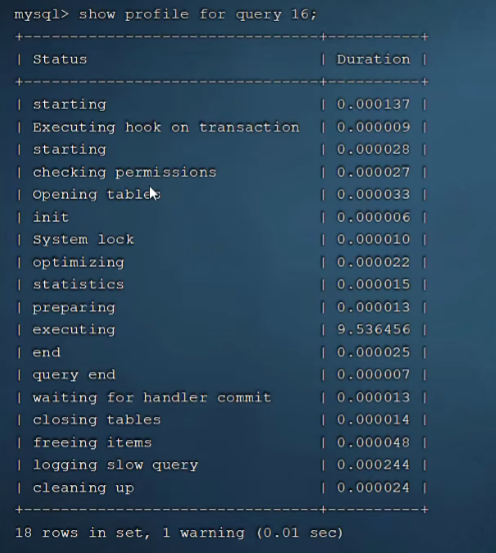 mysql> show profile for query 16;
+--------------------------------+----------+
| Status                         | Duration |
+--------------------------------+----------+
| starting                       | 0.000137 |
| Executing hook on transaction  | 0.000009 |
| starting                       | 0.000028 |
| checking permissions           | 0.000027 |
| Opening tables                 | 0.000033 |
| init                           | 0.000006 |
| System lock                    | 0.000010 |
| optimizing                     | 0.000022 |
| statistics                     | 0.000015 |
| preparing                      | 0.000013 |
| executing                      | 9.536456 |
| end                            | 0.000025 |
| query end                      | 0.000007 |
| waiting for handler commit     | 0.000013 |
| closing tables                 | 0.000014 |
| freeing items                  | 0.000048 |
| logging slow query             | 0.000244 |
| cleaning up                    | 0.000024 |
+--------------------------------+----------+
18 rows in set, 1 warning (0.01 sec)